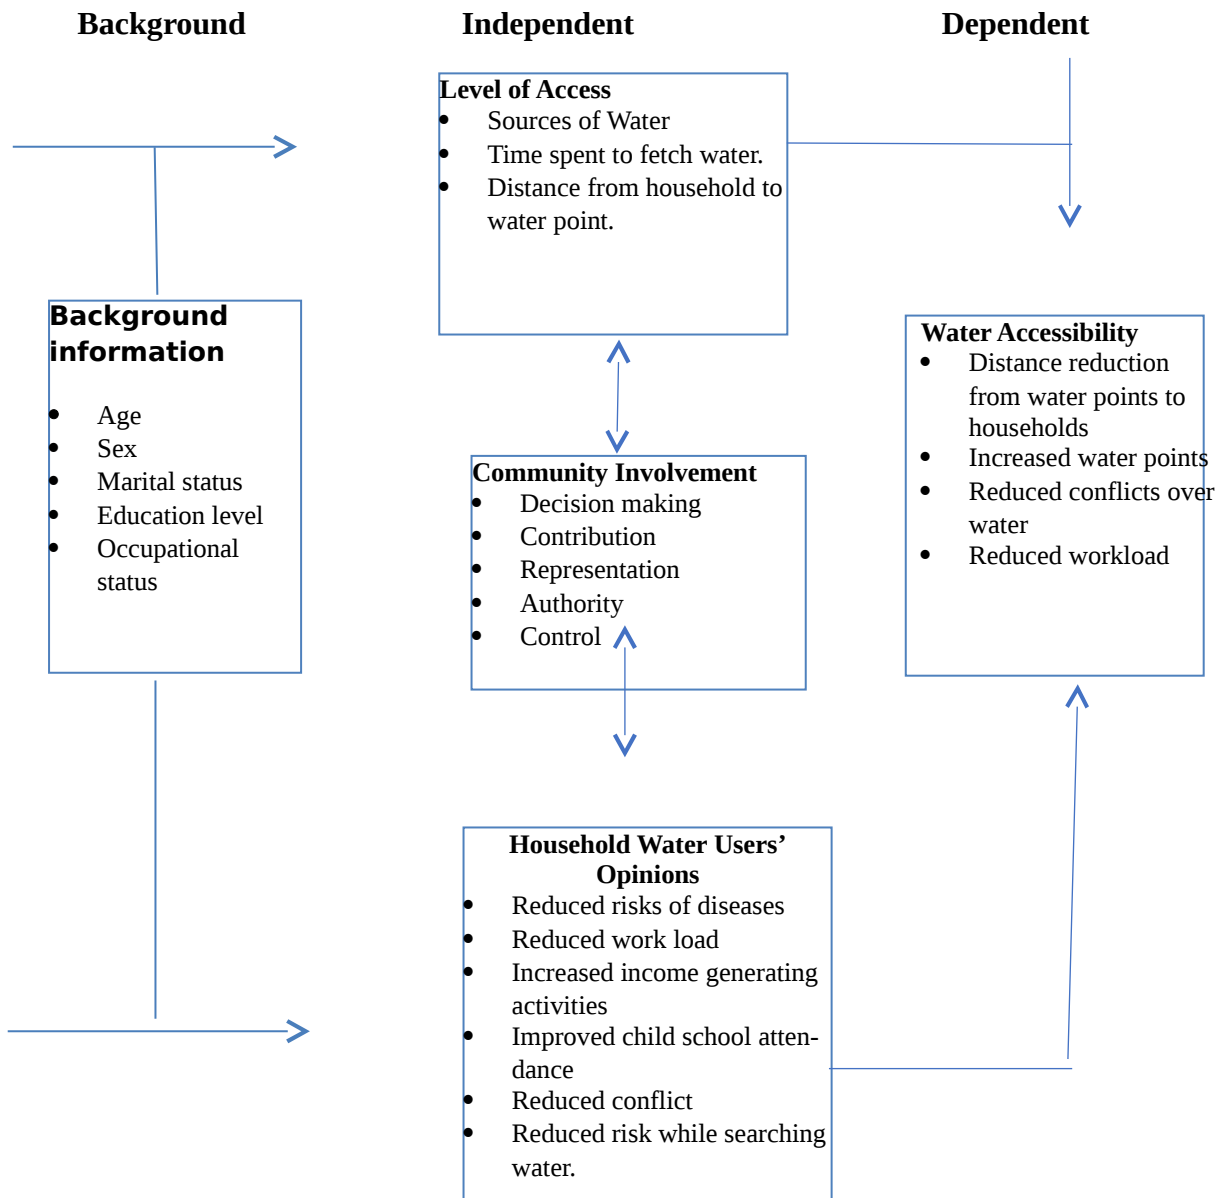 Background
Independent
Dependent
Level of Access
• Sources of Water
• Time spent to fetch water.
• Distance from household to
water point.
Background
information
• Age
• Sex
• Marital status
• Education level
• Occupational
status
Community Involvement
• Decision making
• Contribution
• Representation
• Authority
• Control
Household Water Users’
Opinions
• Reduced risks of diseases
• Reduced work load
• Increased income generating
activities
• Improved child school atten-
dance
• Reduced conflict
• Reduced risk while searching
water.
Water Accessibility
• Distance reduction
from water points to
households
• Increased water points
• Reduced conflicts over
water
• Reduced workload